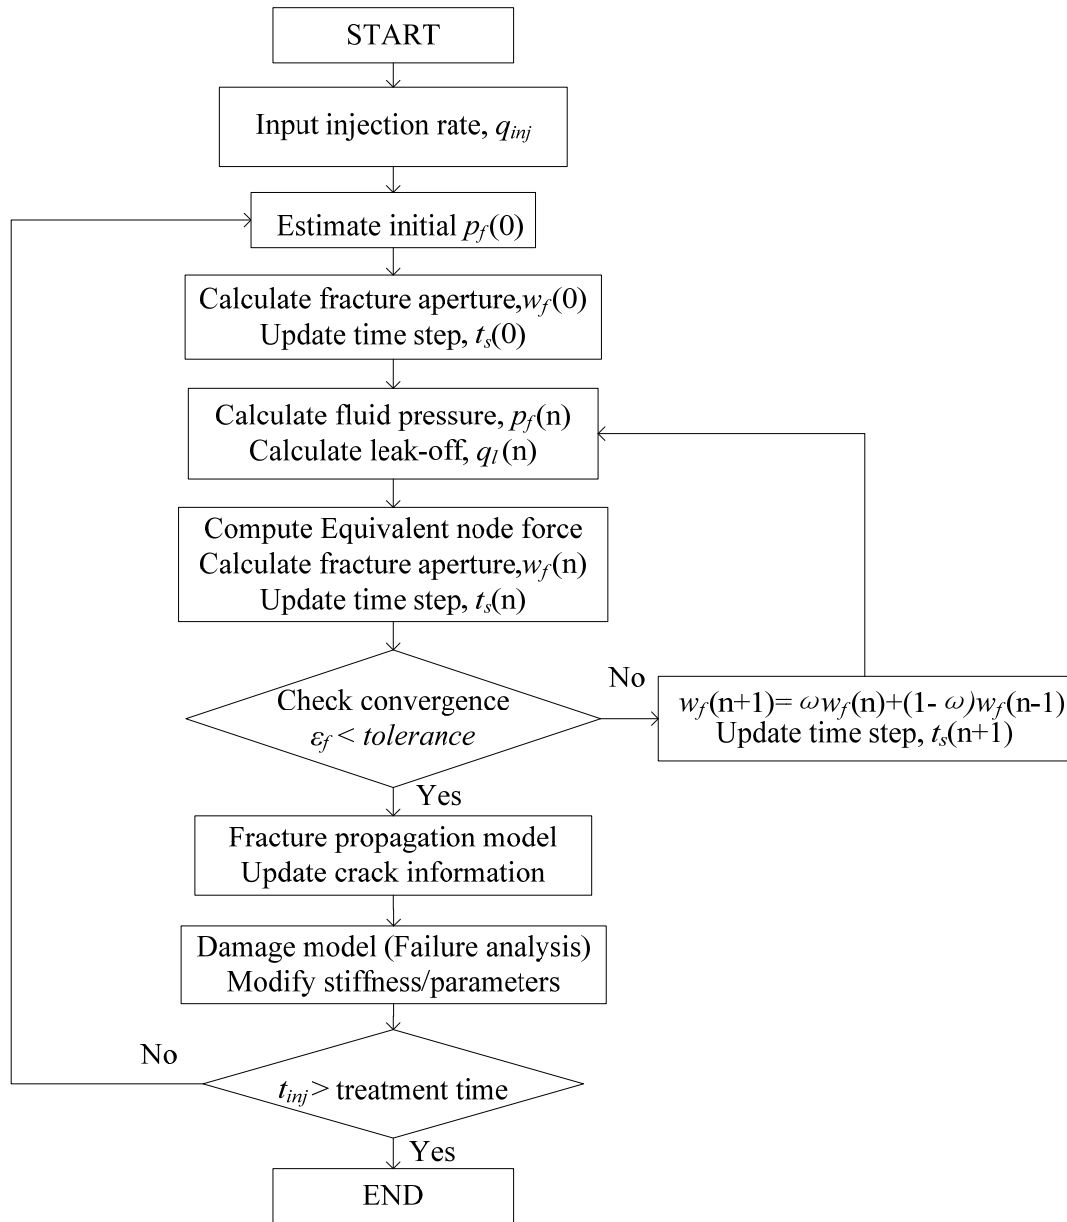 START
Input injection rate, q_inj
Estimate initial p_f(0)
Calculate fracture aperture,w_f(0)
Update time step, t_s(0)
Calculate fluid pressure, p_f(n)
Calculate leak-off, q_l(n)
Compute Equivalent node force
Calculate fracture aperture,w_f(n)
Update time step, t_s(n)
Check convergence
ε_f < tolerance
No
w_f(n+1)= ωw_f(n)+(1- ω)w_f(n-1)
Update time step, t_s(n+1)
Yes
Fracture propagation model
Update crack information
Damage model (Failure analysis)
Modify stiffness/parameters
No
t_inj> treatment time
Yes
END